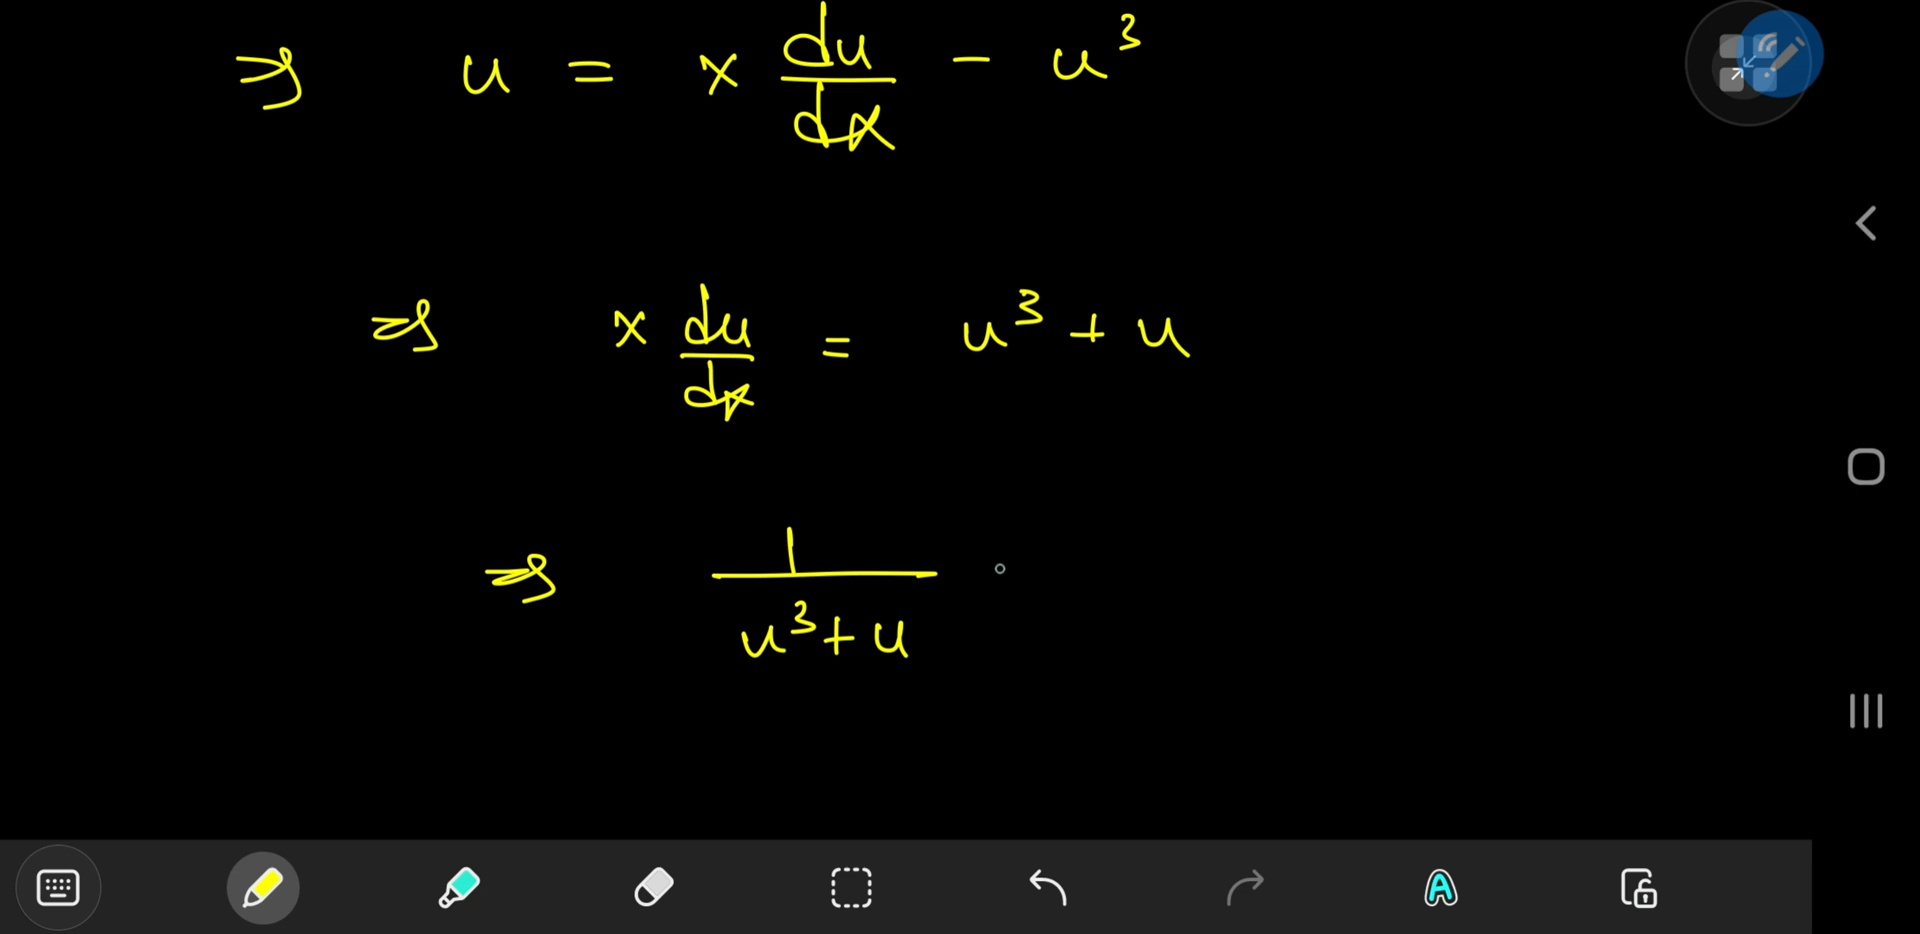 ⇒ u = x du/dx - u³
⇒ x du/dx = u³ + u
⇒ 1/(u³+u)
A